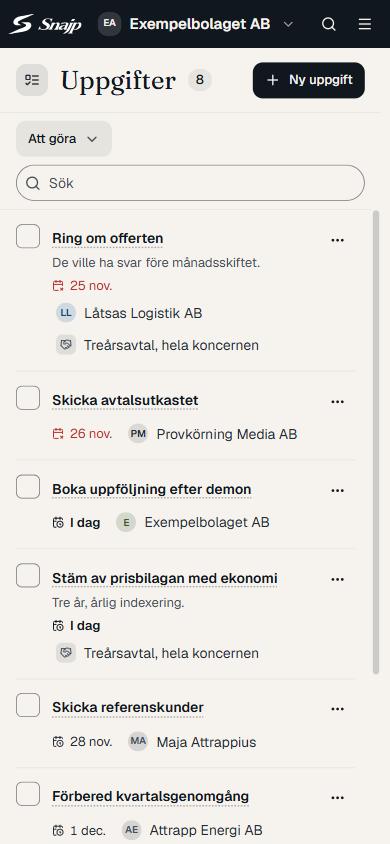 Snajp
EA
Exempelbolaget AB
Uppgifter
8
Ny uppgift
Att göra
Sök
Ring om offerten
De ville ha svar före månadsskiftet.
25 nov.
LL Låtsas Logistik AB
Treårsavtal, hela koncernen
Skicka avtalsutkastet
26 nov. PM Provkörning Media AB
Boka uppföljning efter demon
I dag E Exempelbolaget AB
Stäm av prisbilagan med ekonomi
Tre år, årlig indexering.
I dag
Treårsavtal, hela koncernen
Skicka referenskunder
28 nov. MA Maja Attrappius
Förbered kvartalsgenomgång
1 dec. AE Attrapp Energi AB